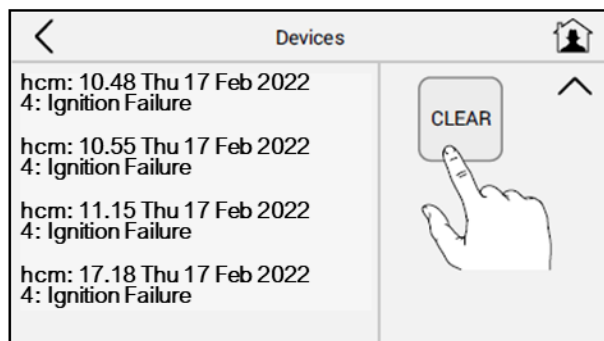 Devices
hcm: 10.48 Thu 17 Feb 2022
4: Ignition Failure
hcm: 10.55 Thu 17 Feb 2022
4: Ignition Failure
hcm: 11.15 Thu 17 Feb 2022
4: Ignition Failure
hcm: 17.18 Thu 17 Feb 2022
4: Ignition Failure
CLEAR